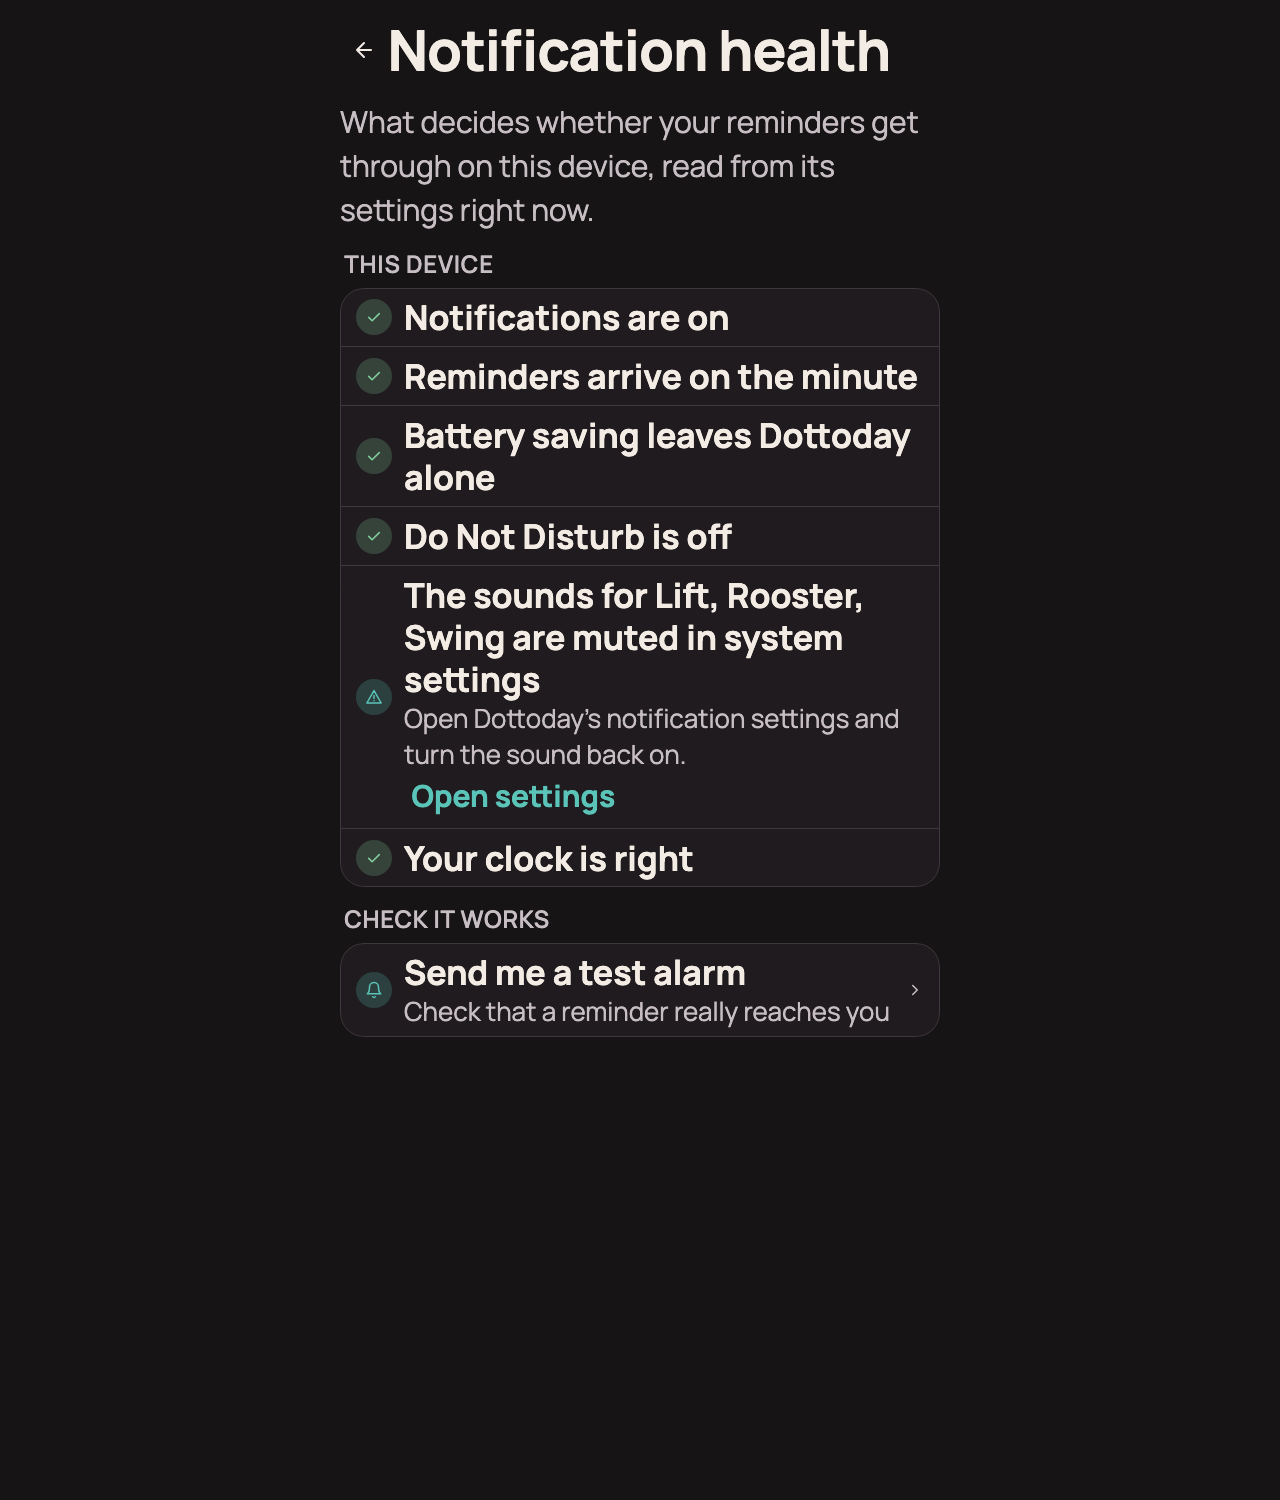 Notification health
What decides whether your reminders get
through on this device, read from its
settings right now.
THIS DEVICE
Notifications are on
Reminders arrive on the minute
Battery saving leaves Dottoday
alone
Do Not Disturb is off
The sounds for Lift, Rooster,
Swing are muted in system
settings
Open Dottoday’s notification settings and
turn the sound back on.
Open settings
Your clock is right
CHECK IT WORKS
Send me a test alarm
Check that a reminder really reaches you